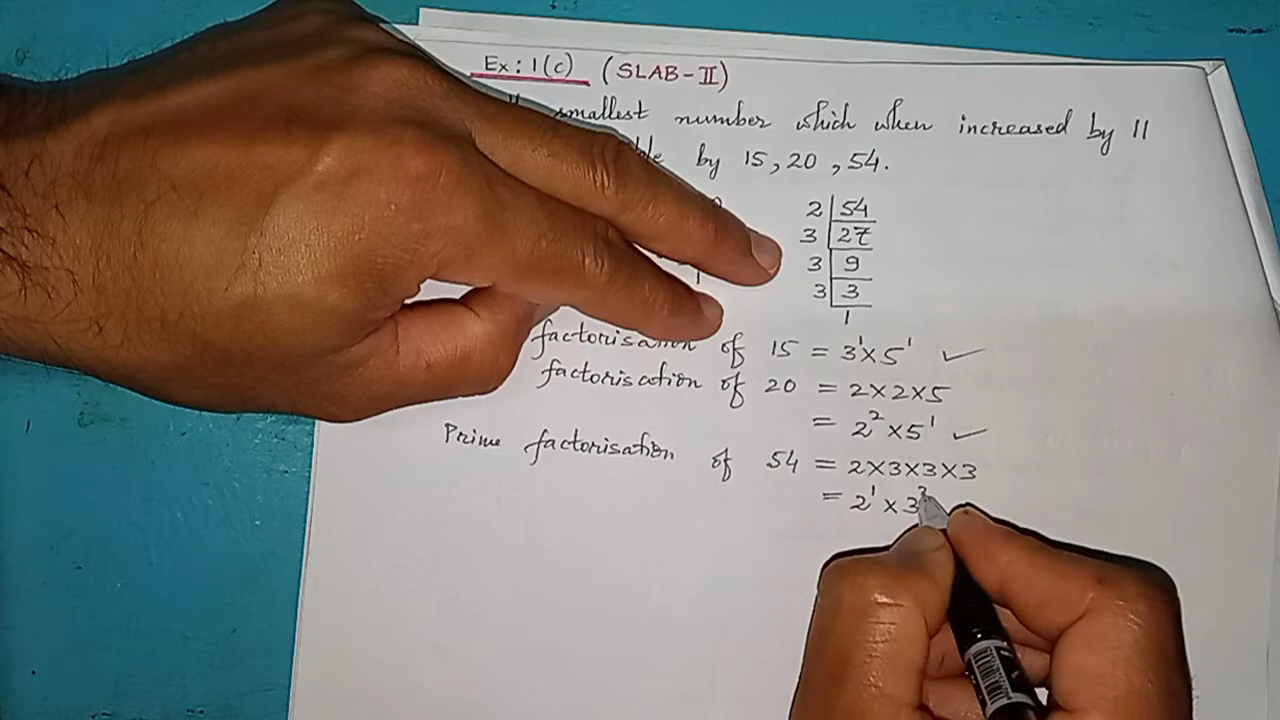 Ex: 1(c) (SLAB-II)
smallest number which when increased by 11
by 15, 20, 54.
2 | 54
3 | 27
3 | 9
3 | 3
1
1
factorisation of 15 = 3¹×5¹ ✓
factorisation of 20 = 2×2×5
= 2²×5¹ ✓
Prime factorisation of 54 = 2×3×3×3
= 2¹×3